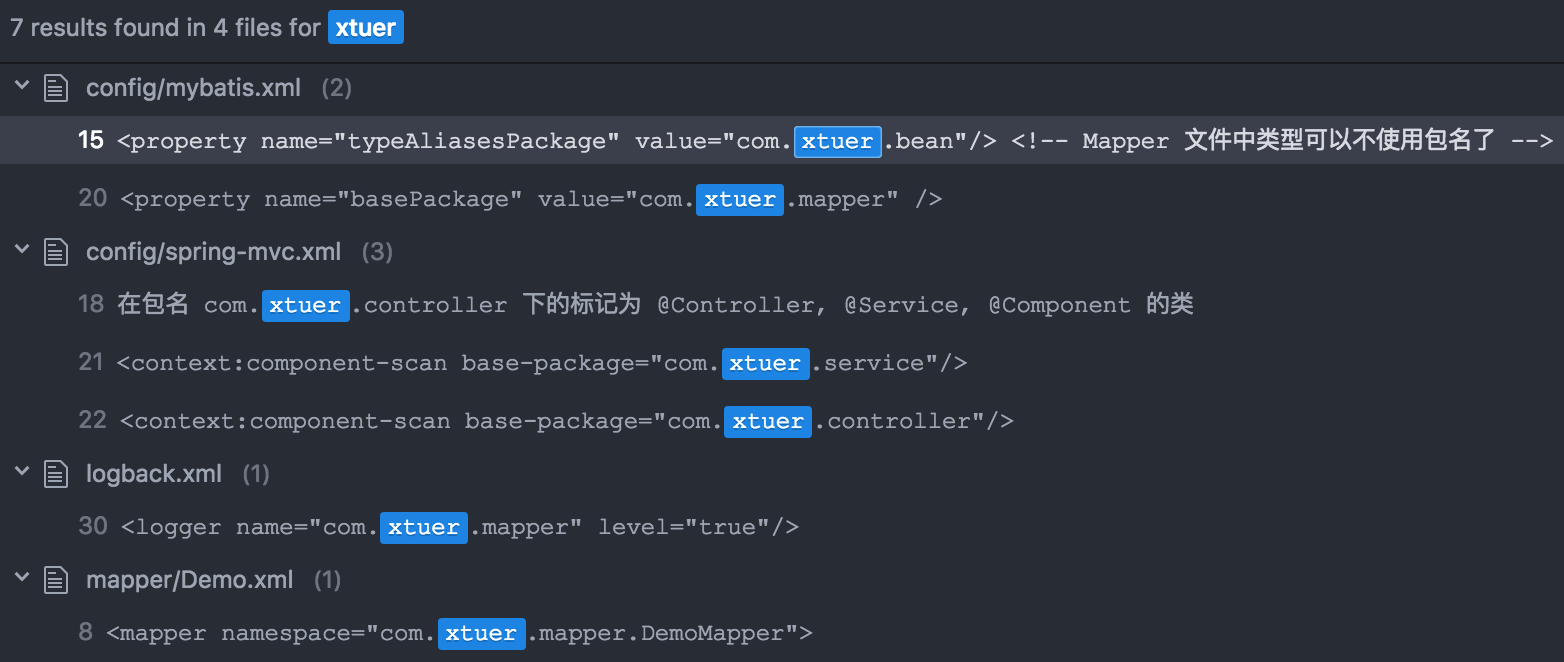 7 results found in 4 files for xtuer
config/mybatis.xml (2)
15 <property name="typeAliasesPackage" value="com.xtuer.bean"/> <!-- Mapper 文件中类型可以不使用包名了 -->
20 <property name="basePackage" value="com.xtuer.mapper" />
config/spring-mvc.xml (3)
18 在包名 com.xtuer.controller 下的标记为 @Controller, @Service, @Component 的类
21 <context:component-scan base-package="com.xtuer.service"/>
22 <context:component-scan base-package="com.xtuer.controller"/>
logback.xml (1)
30 <logger name="com.xtuer.mapper" level="true"/>
mapper/Demo.xml (1)
8 <mapper namespace="com.xtuer.mapper.DemoMapper">